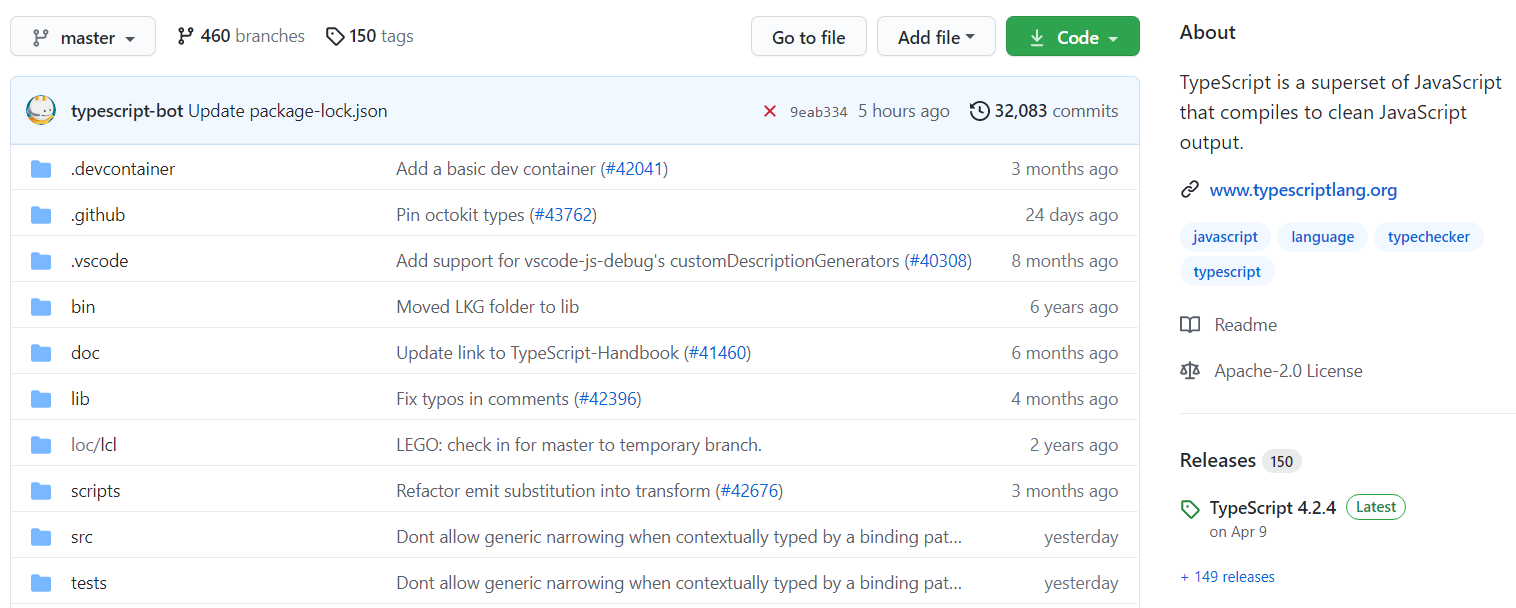 master 460 branches 150 tags Go to file Add file Code
typescript-bot Update package-lock.json 9eab334 5 hours ago 32,083 commits
.devcontainer Add a basic dev container (#42041) 3 months ago
.github Pin octokit types (#43762) 24 days ago
.vscode Add support for vscode-js-debug's customDescriptionGenerators (#40308) 8 months ago
bin Moved LKG folder to lib 6 years ago
doc Update link to TypeScript-Handbook (#41460) 6 months ago
lib Fix typos in comments (#42396) 4 months ago
loc/lcl LEGO: check in for master to temporary branch. 2 years ago
scripts Refactor emit substitution into transform (#42676) 3 months ago
src Dont allow generic narrowing when contextually typed by a binding pat... yesterday
tests Dont allow generic narrowing when contextually typed by a binding pat... yesterday
About
TypeScript is a superset of JavaScript
that compiles to clean JavaScript
output.
www.typescriptlang.org
javascript language typechecker
typescript
Readme
Apache-2.0 License
Releases 150
TypeScript 4.2.4 Latest
on Apr 9
+ 149 releases